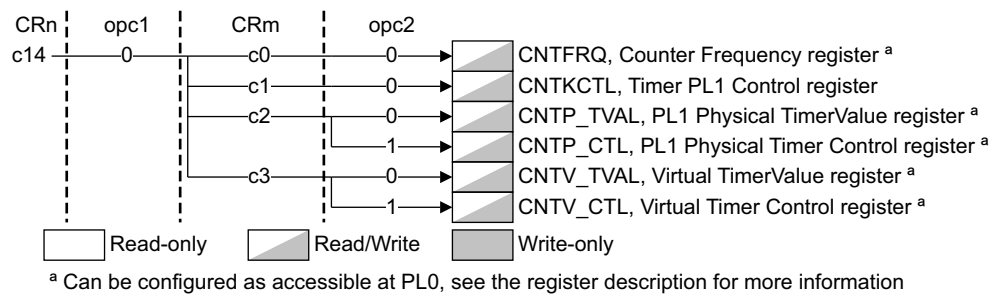 CRn opc1 CRm opc2
c14 0 c0 0 CNTFRQ, Counter Frequency register ᵃ
c1 0 CNTKCTL, Timer PL1 Control register
c2 0 CNTP_TVAL, PL1 Physical TimerValue register ᵃ
1 CNTP_CTL, PL1 Physical Timer Control register ᵃ
c3 0 CNTV_TVAL, Virtual TimerValue register ᵃ
1 CNTV_CTL, Virtual Timer Control register ᵃ
Read-only Read/Write Write-only
ᵃ Can be configured as accessible at PL0, see the register description for more information